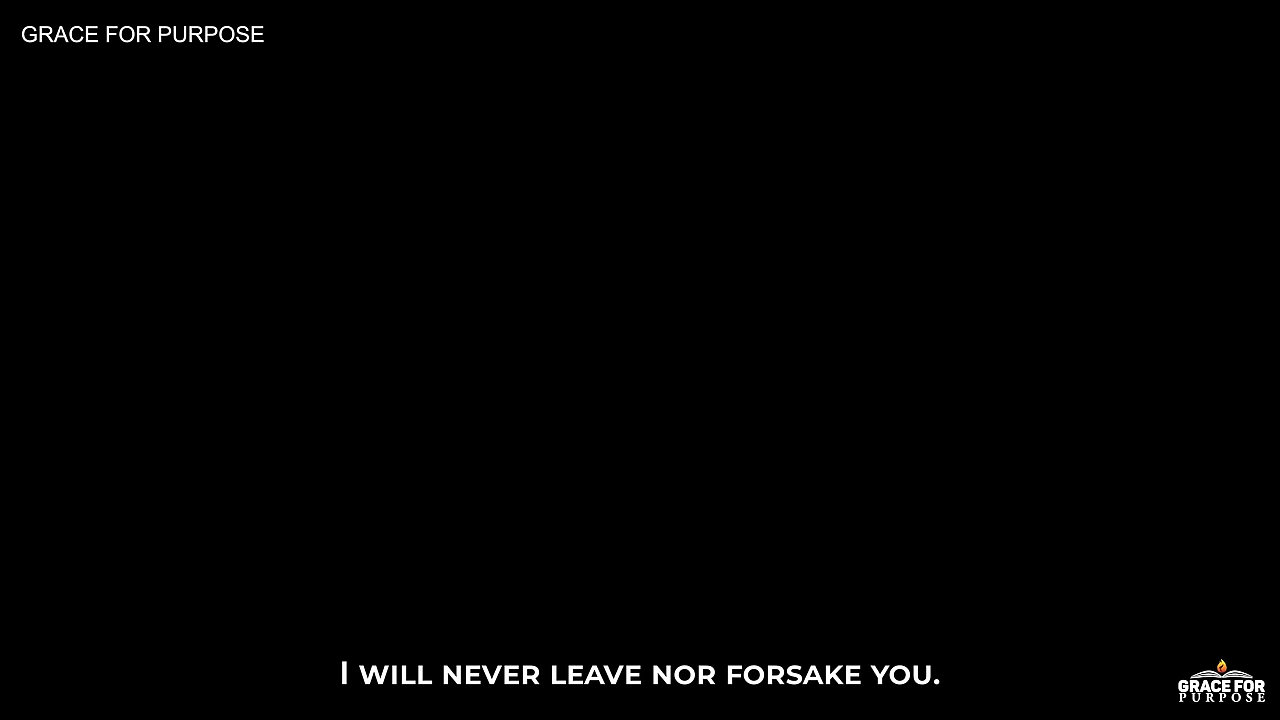 GRACE FOR PURPOSE
I WILL NEVER LEAVE NOR FORSAKE YOU.
GRACE FOR
PURPOSE